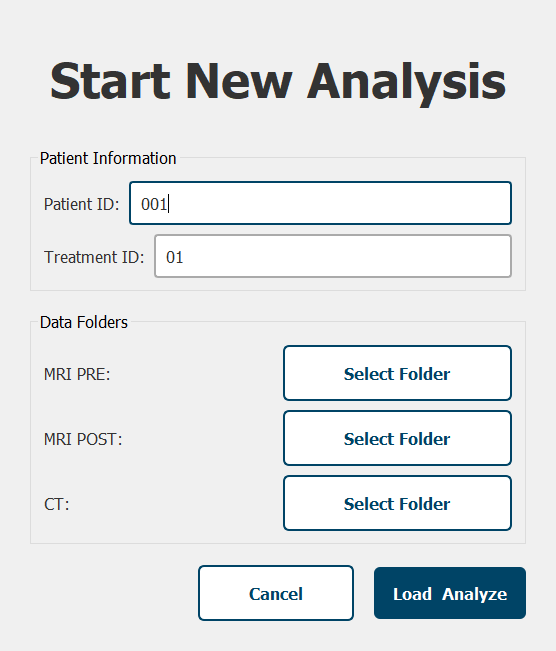 Start New Analysis
Patient Information
Patient ID: 001
Treatment ID: 01
Data Folders
MRI PRE: Select Folder
MRI POST: Select Folder
CT: Select Folder
Cancel Load  Analyze